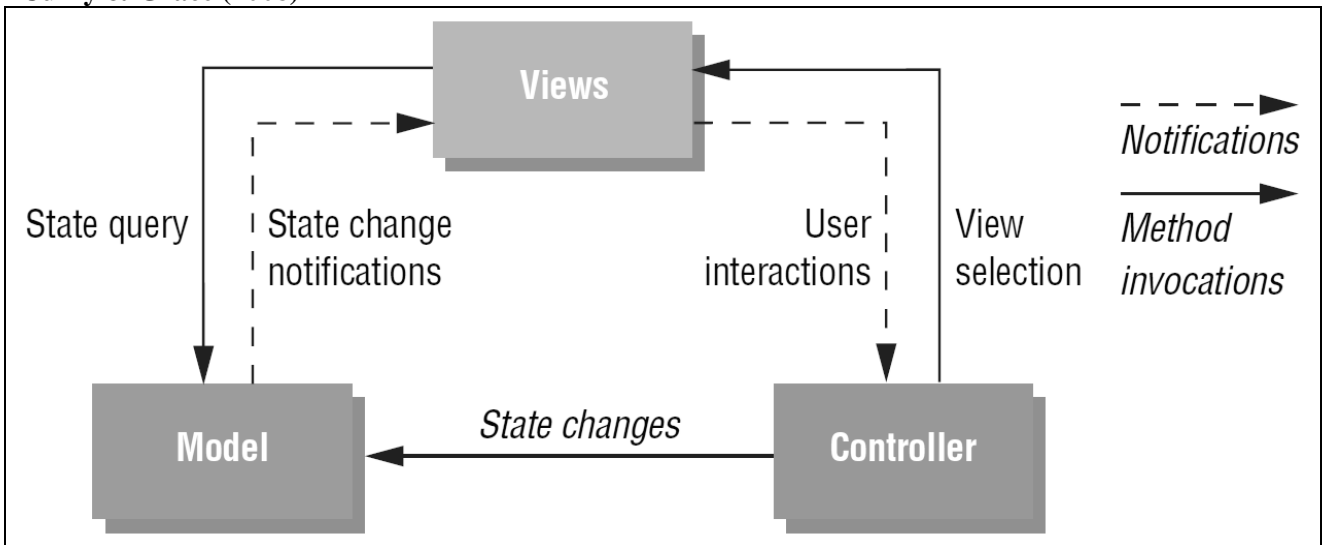 Views
Notifications
State query
State change
notifications
User
interactions
View
selection
Method
invocations
State changes
Model
Controller